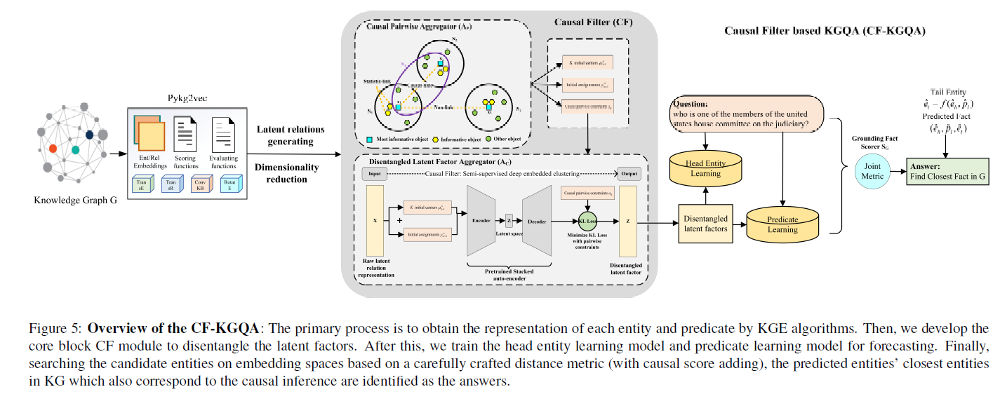 Causal Pairwise Aggregator (Aₚ)
Causal Filter (CF)
Causal Filter based KGQA (CF-KGQA)
Statistic-link
Causal-links
Non-link
Most informative object
Informative object
Other object
K initial centers
Initial assignments
Causal pairwise constraints
Pykg2vec
Ent/Rel
Embeddings
Scoring
functions
Evaluating
functions
Tran
sE
Tran
sR
Conv
KB
Rotat
E
Knowledge Graph G
Latent relations
generating
Dimensionality
reduction
Disentangled Latent Factor Aggregator (A_C)
Input
Causal Filter: Semi-supervised deep embedded clustering
Output
X
K initial centers
+
Initial assignments
Encoder
Z
Latent space
Decoder
Causal pairwise constraints
KL Loss
Minimize KL Loss
with pairwise
constraints
Z
Raw latent
relation
representation
Pretrained Stacked
auto-encoder
Disentangled
latent factor
Question:
who is one of the members of the united
states house committee on the judiciary?
Head Entity
Learning
Disentangled
latent factors
Predicate
Learning
Grounding Fact
Scorer S_G
Joint
Metric
Tail Entity
Predicted Fact
Answer:
Find Closest Fact in G
Figure 5: Overview of the CF-KGQA: The primary process is to obtain the representation of each entity and predicate by KGE algorithms. Then, we develop the
core block CF module to disentangle the latent factors. After this, we train the head entity learning model and predicate learning model for forecasting. Finally,
searching the candidate entities on embedding spaces based on a carefully crafted distance metric (with causal score adding), the predicted entities' closest entities
in KG which also correspond to the causal inference are identified as the answers.